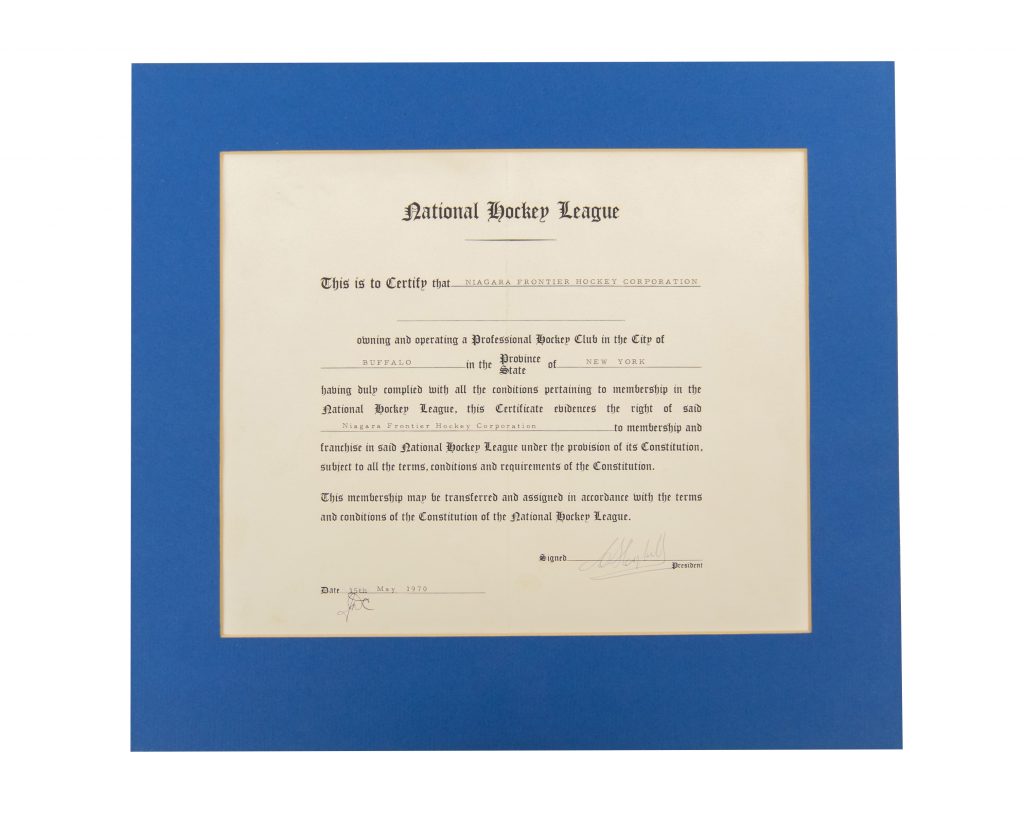 National Hockey League
This is to Certify that NIAGARA FRONTIER HOCKEY CORPORATION
owning and operating a Professional Hockey Club in the City of
BUFFALO in the Province State of NEW YORK
having duly complied with all the conditions pertaining to membership in the
National Hockey League, this Certificate evidences the right of said
Niagara Frontier Hockey Corporation to membership and
franchise in said National Hockey League under the provision of its Constitution,
subject to all the terms, conditions and requirements of the Constitution.
This membership may be transferred and assigned in accordance with the terms
and conditions of the Constitution of the National Hockey League.
Signed
President
Date 15th May 1970